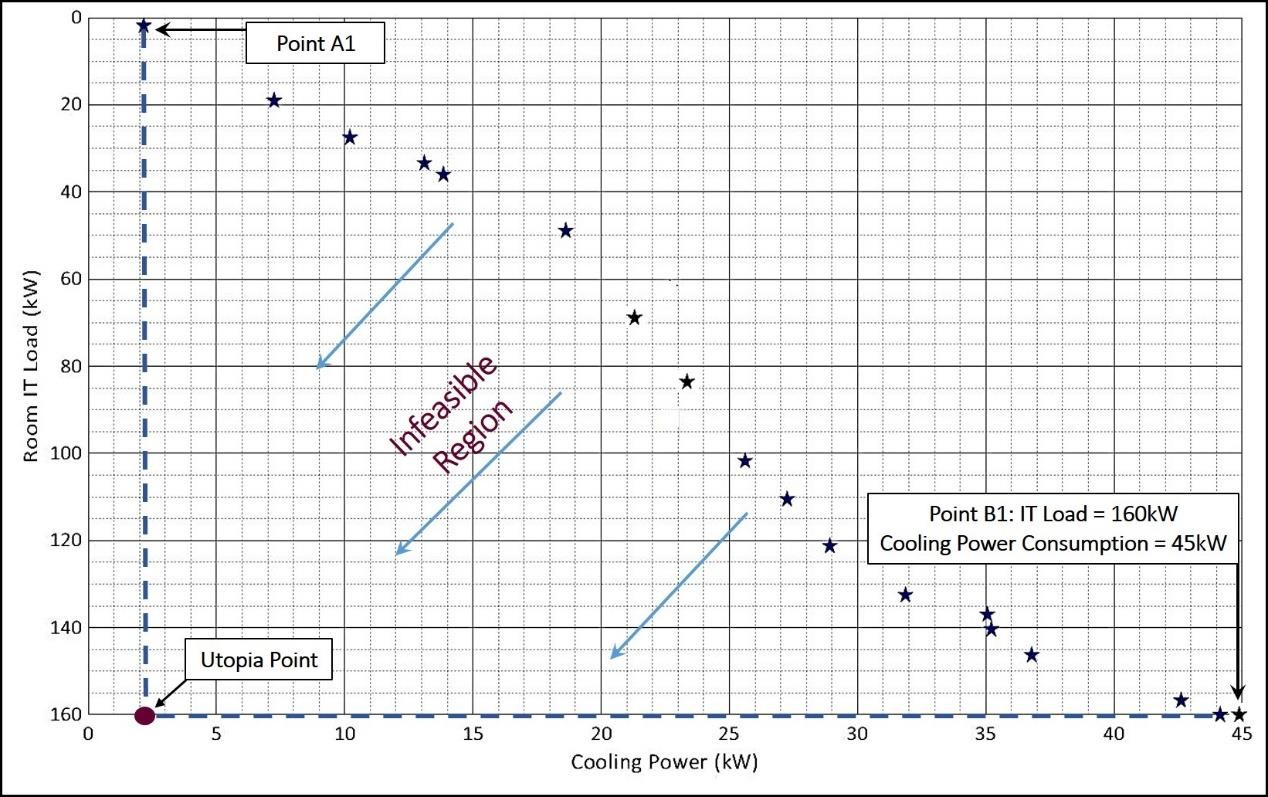 0
Point A1
20
40
60
80
100
120
140
160
Room IT Load (kW)
Infeasible
Region
Point B1: IT Load = 160kW
Cooling Power Consumption = 45kW
Utopia Point
0 5 10 15 20 25 30 35 40 45
Cooling Power (kW)